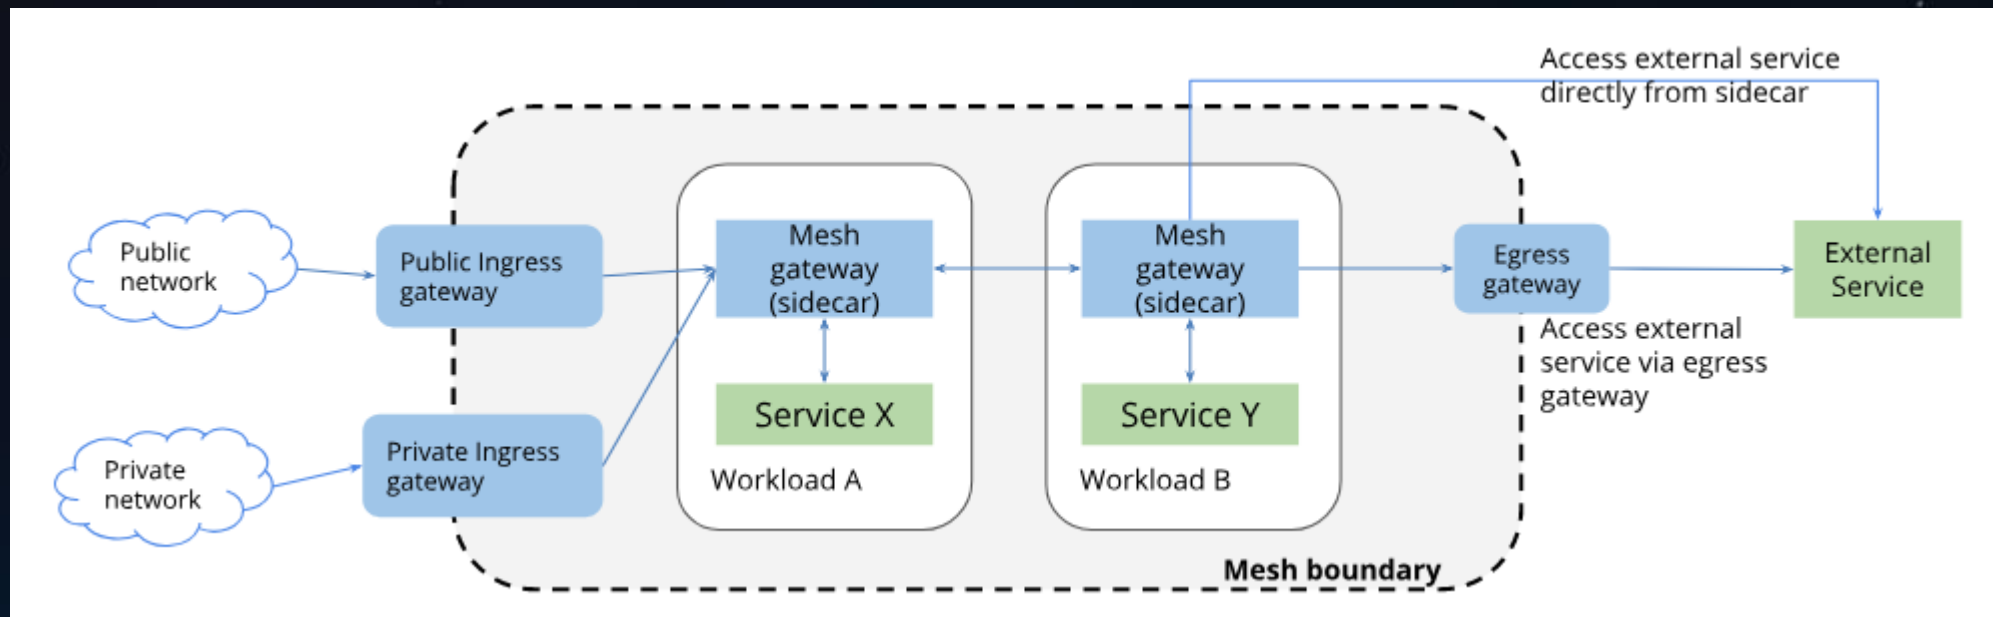 Access external service
directly from sidecar
Public
network
Public Ingress
gateway
Mesh
gateway
(sidecar)
Mesh
gateway
(sidecar)
Egress
gateway
External
Service
Access external
service via egress
gateway
Private
network
Private Ingress
gateway
Service X
Service Y
Workload A
Workload B
Mesh boundary